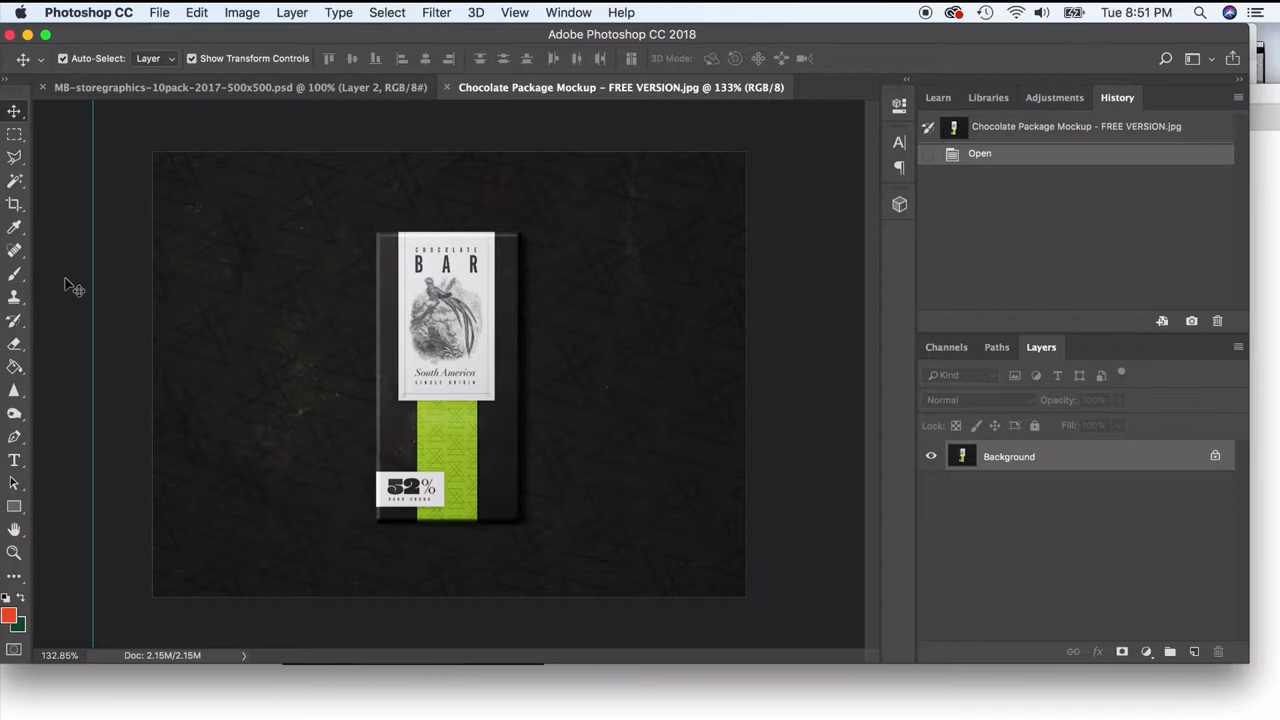 Photoshop CC File Edit Image Layer Type Select Filter 3D View Window Help Tue 8:51 PM
Adobe Photoshop CC 2018
Auto-Select: Layer Show Transform Controls 3D Mode:
MB-storegraphics-10pack-2017-500x500.psd @ 100% (Layer 2, RGB/8#) Chocolate Package Mockup - FREE VERSION.jpg @ 133% (RGB/8)
Learn Libraries Adjustments History
Chocolate Package Mockup - FREE VERSION.jpg
Open
CHOCOLATE
BAR
South America
SINGLE ORIGIN
52%
DARK COCOA
Channels Paths Layers
Kind
Normal Opacity: 100%
Lock: Fill: 100%
Background
132.85% Doc: 2.15M/2.15M